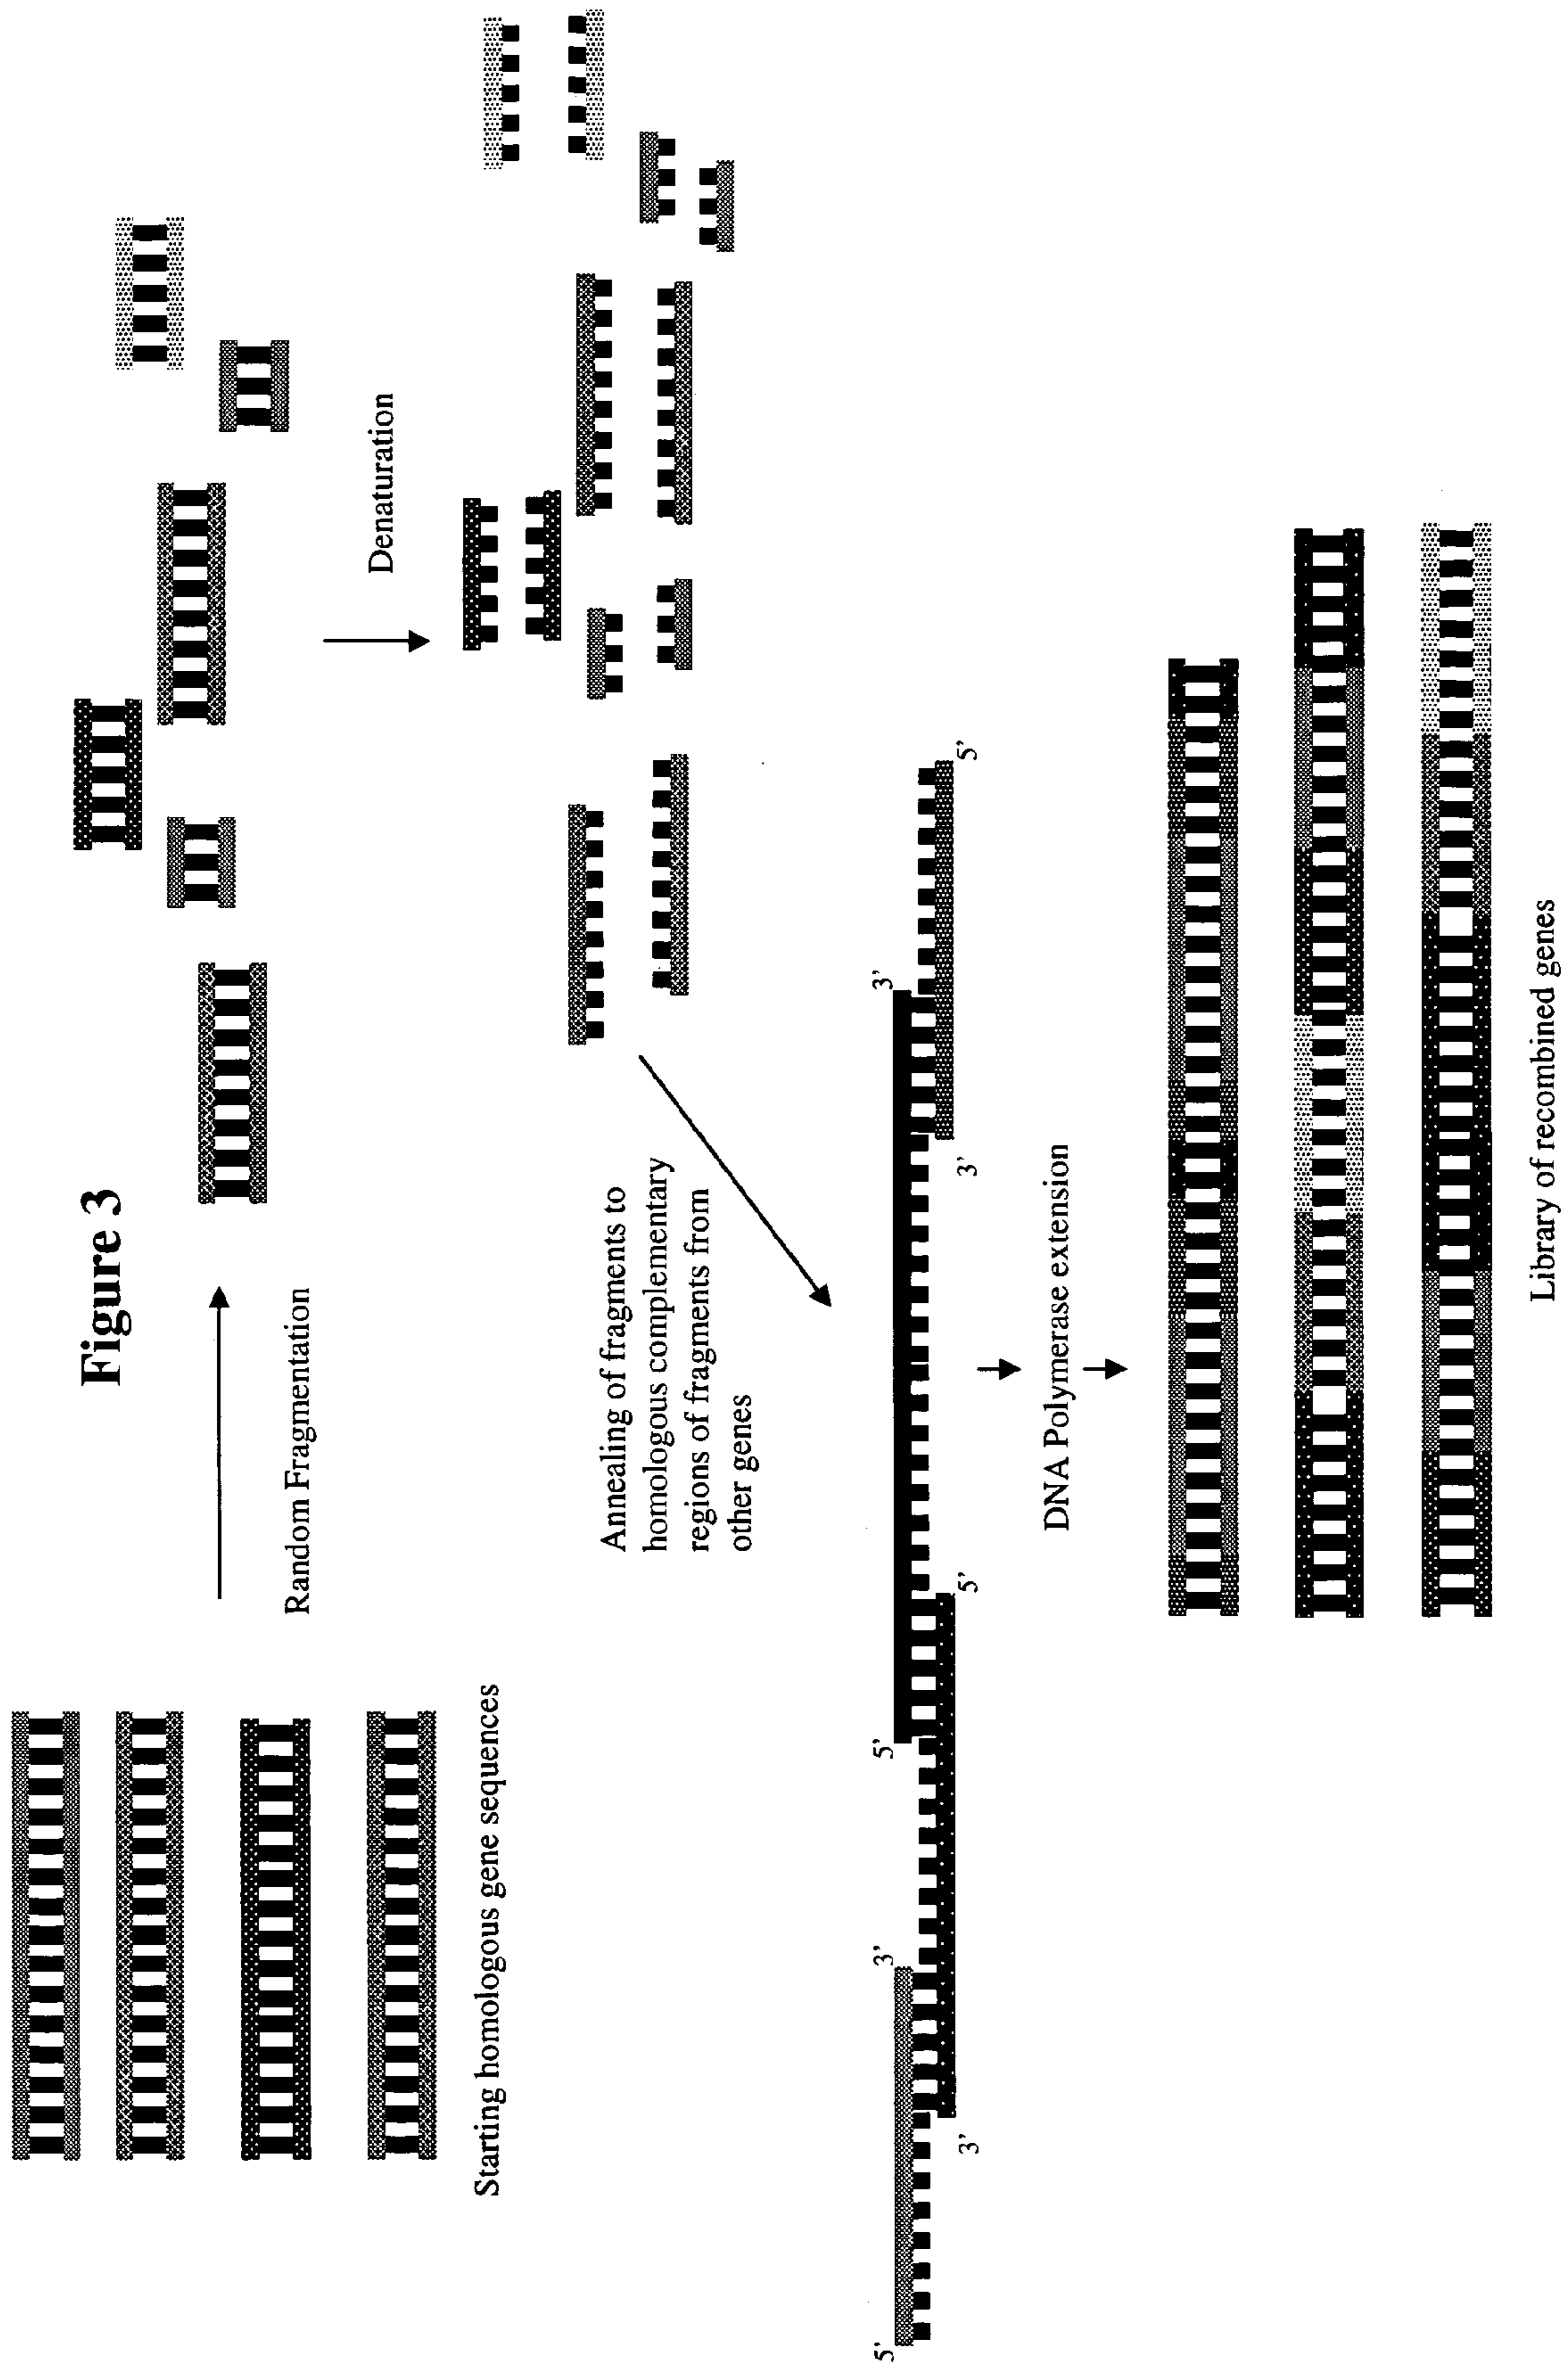 Figure 3
Starting homologous gene sequences
Random Fragmentation
Denaturation
Annealing of fragments to
homologous complementary
regions of fragments from
other genes
5'
3'
5'
3'
3'
5'
3'
5'
DNA Polymerase extension
Library of recombined genes